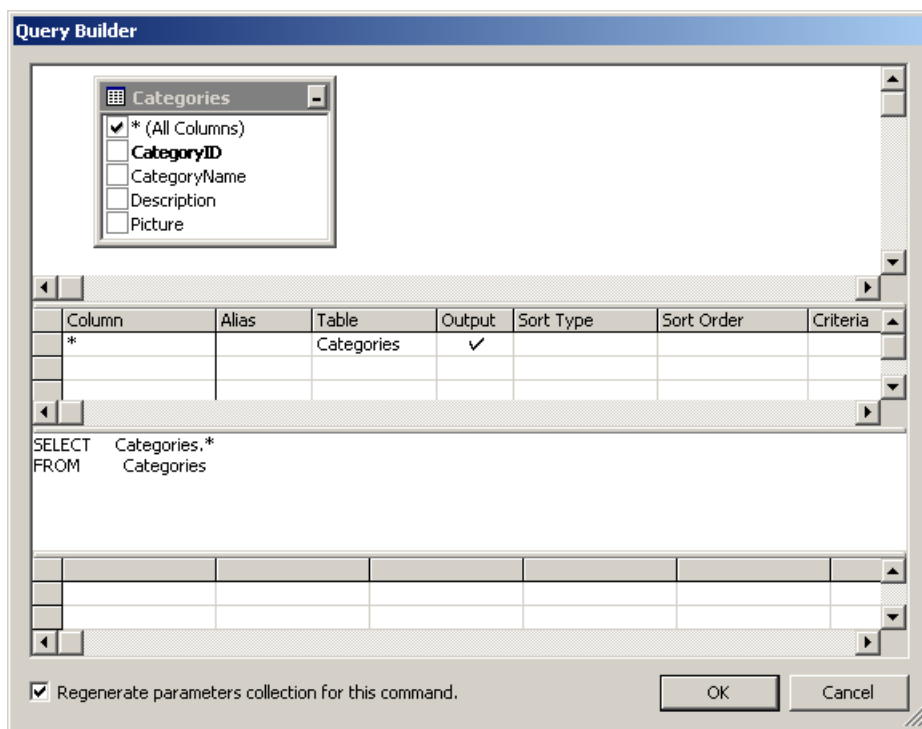 Query Builder
Categories
* (All Columns)
CategoryID
CategoryName
Description
Picture
Column Alias Table Output Sort Type Sort Order Criteria
* Categories
SELECT Categories.*
FROM Categories
Regenerate parameters collection for this command. OK Cancel